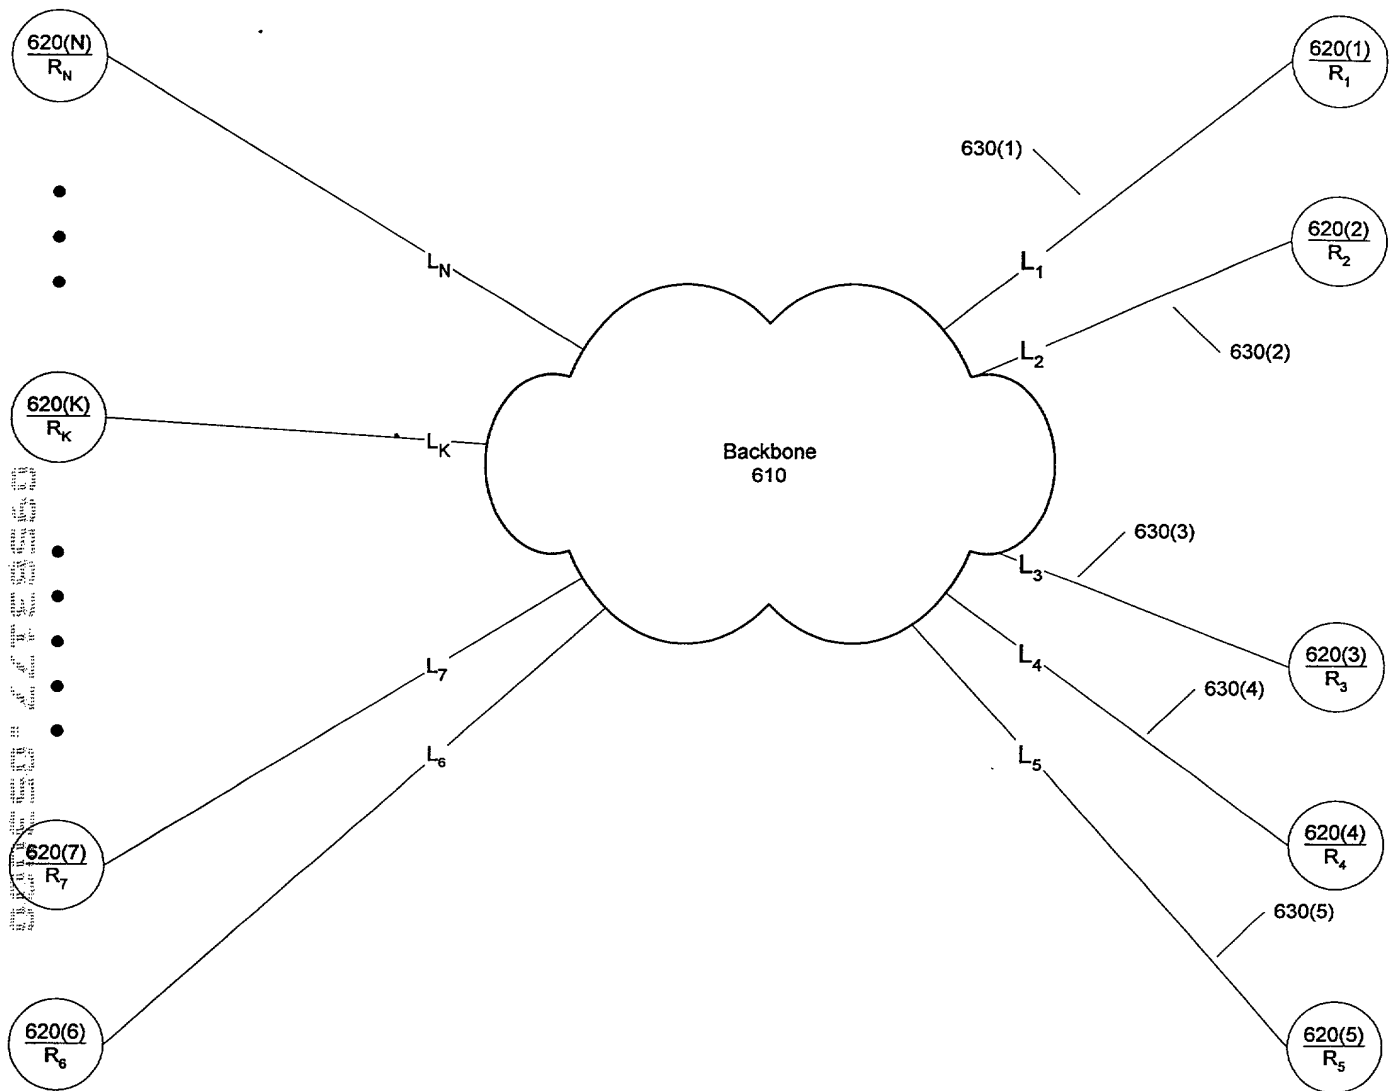 620(N)
R_N
620(1)
R_1
630(1)
620(2)
R_2
L_N
L_1
L_2
630(2)
620(K)
R_K
L_K
Backbone
610
630(3)
L_3
L_4
L_7
620(3)
R_3
630(4)
L_6
L_5
620(7)
R_7
620(4)
R_4
630(5)
620(6)
R_6
620(5)
R_5